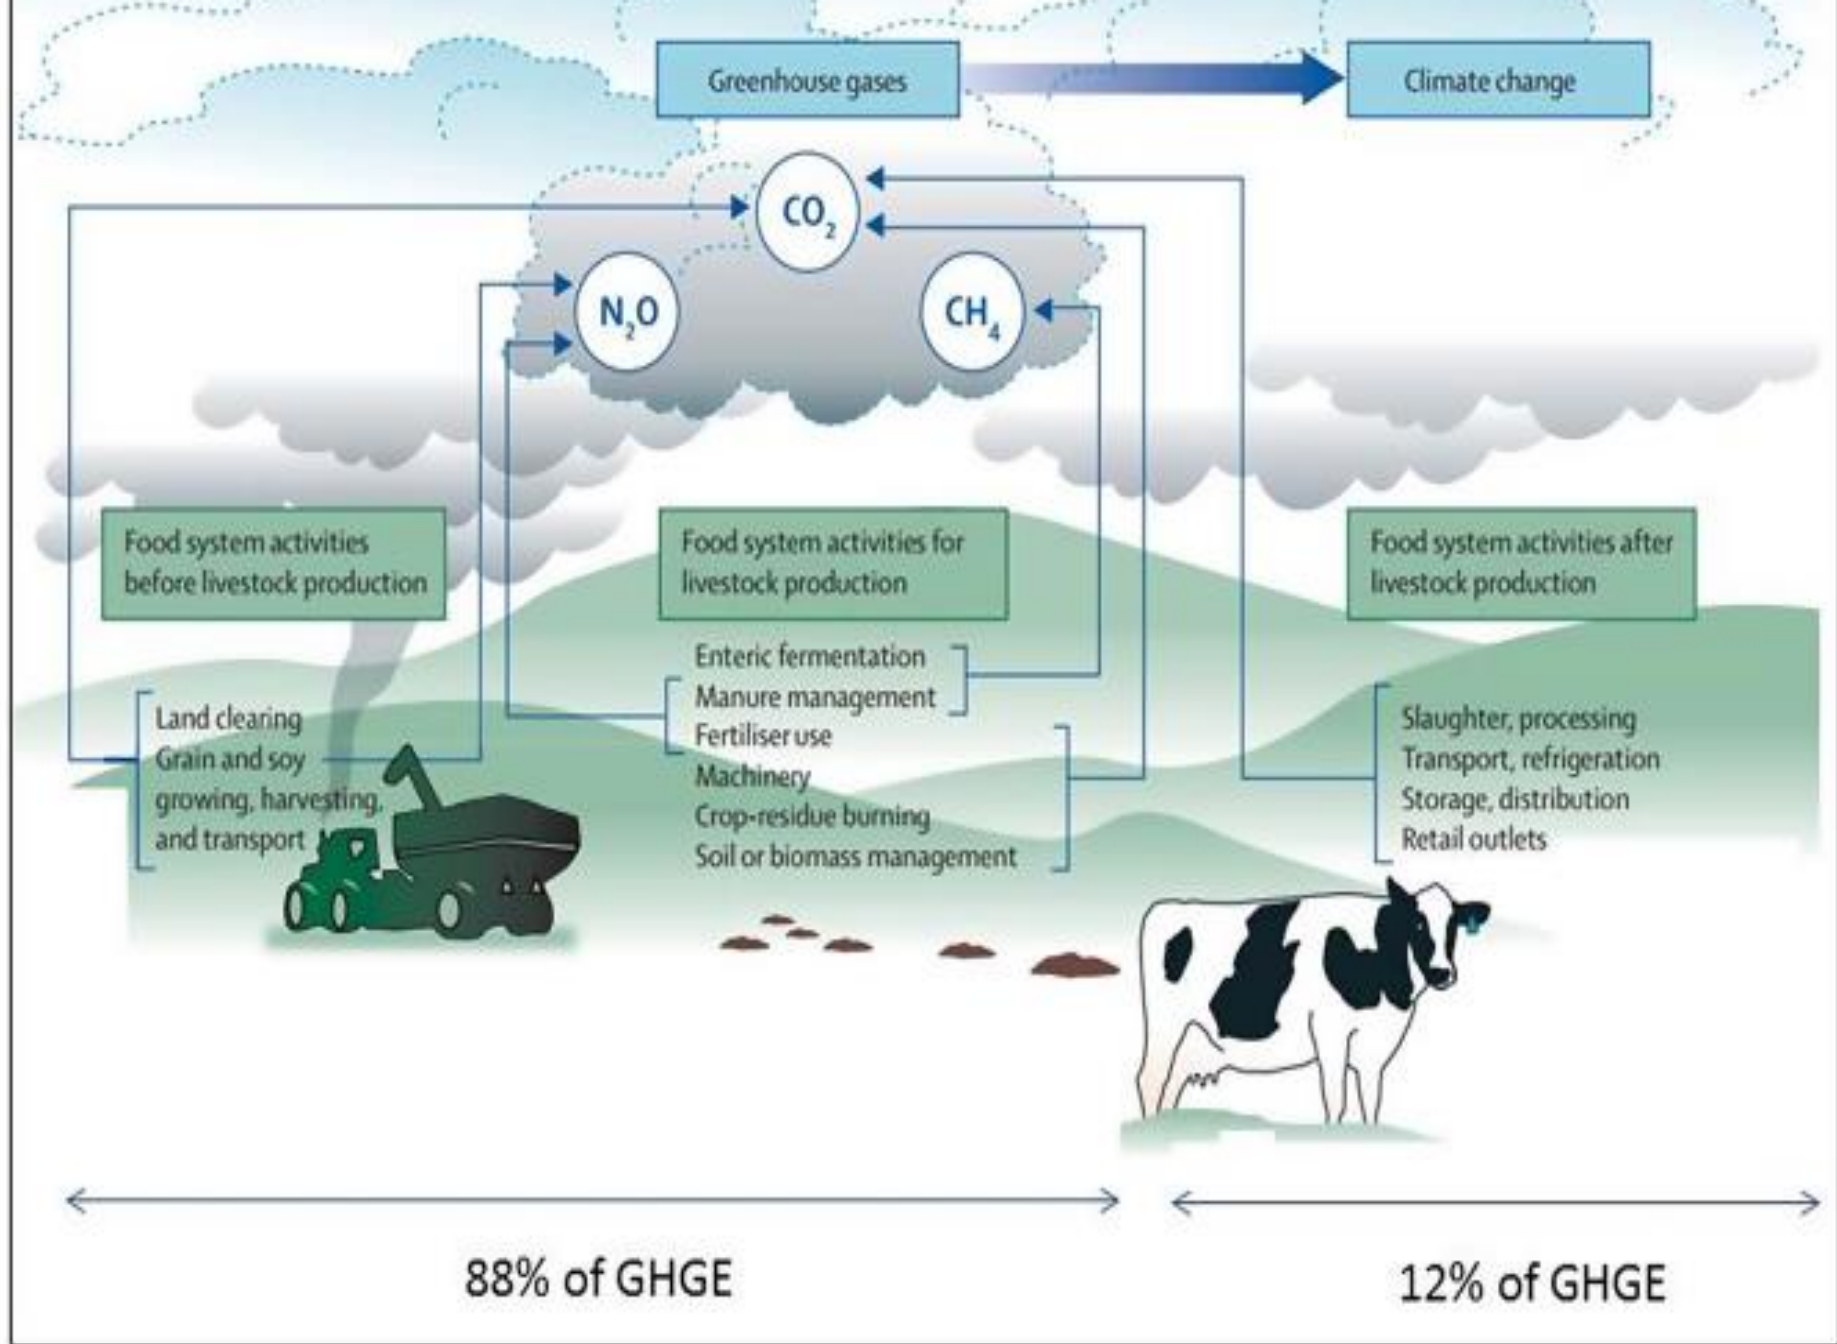 Greenhouse gases
Climate change
CO₂
N₂O
CH₄
Food system activities
before livestock production
Food system activities for
livestock production
Food system activities after
livestock production
Land clearing
Grain and soy
growing, harvesting,
and transport
Enteric fermentation
Manure management
Fertiliser use
Machinery
Crop-residue burning
Soil or biomass management
Slaughter, processing
Transport, refrigeration
Storage, distribution
Retail outlets
88% of GHGE
12% of GHGE